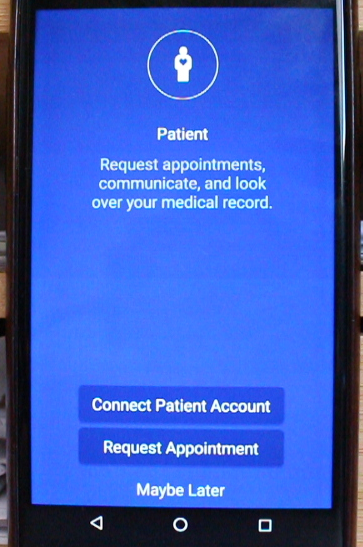 Patient
Request appointments,
communicate, and look
over your medical record.
Connect Patient Account
Request Appointment
Maybe Later